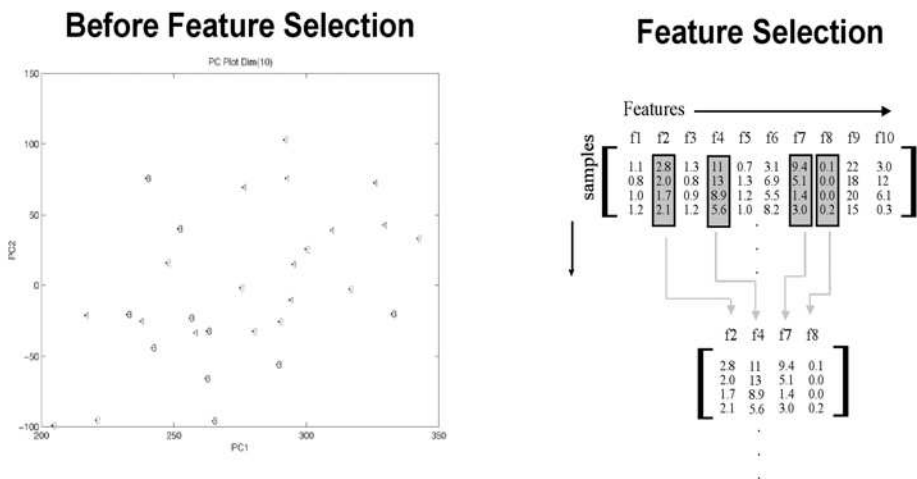 Before Feature Selection
PC Plot Dim(10)
150
100
50
0
-50
-100
200
250
300
350
PC2
PC1
Feature Selection
Features
samples
f1 f2 f3 f4 f5 f6 f7 f8 f9 f10
1.1 2.8 1.3 11 0.7 3.1 9.4 0.1 22 3.0
0.8 2.0 0.8 13 1.3 6.9 5.1 0.0 18 12
1.0 1.7 0.9 8.9 1.2 5.5 1.4 0.0 20 6.1
1.2 2.1 1.2 5.6 1.0 8.2 3.0 0.2 15 0.3
f2 f4 f7 f8
2.8 11 9.4 0.1
2.0 13 5.1 0.0
1.7 8.9 1.4 0.0
2.1 5.6 3.0 0.2